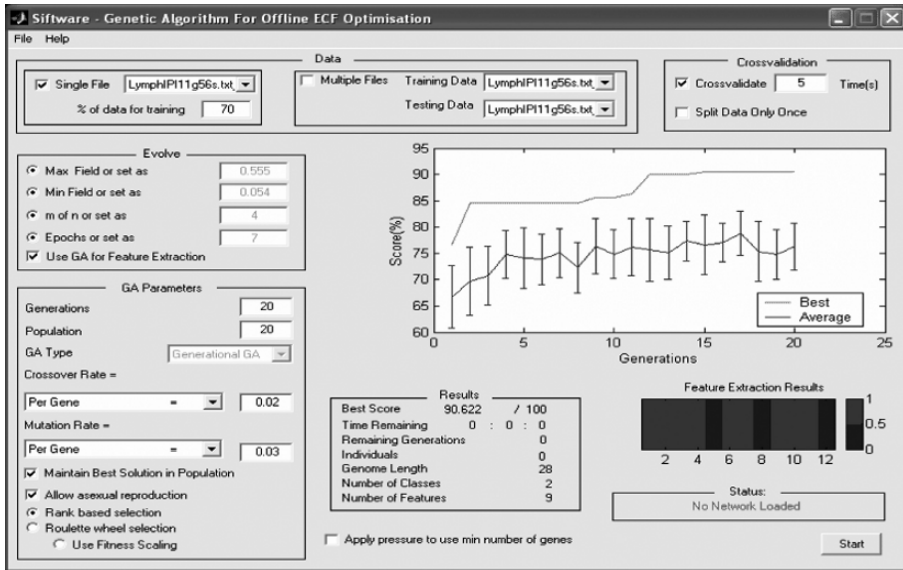 Siftware - Genetic Algorithm For Offline ECF Optimisation
File Help
Data
Single File LymphIPI11g56s.txt,
% of data for training 70
Multiple Files Training Data LymphIPI11g56s.txt,
Testing Data LymphIPI11g56s.txt,
Crossvalidation
Crossvalidate 5 Time(s)
Split Data Only Once
Evolve
Max Field or set as 0.555
Min Field or set as 0.054
m of n or set as 4
Epochs or set as 7
Use GA for Feature Extraction
GA Parameters
Generations 20
Population 20
GA Type Generational GA
Crossover Rate =
Per Gene = 0.02
Mutation Rate =
Per Gene = 0.03
Maintain Best Solution in Population
Allow asexual reproduction
Rank based selection
Roulette wheel selection
Use Fitness Scaling
Score(%)
95
90
85
80
75
70
65
60
0 5 10 15 20 25
Generations
Best
Average
Results
Best Score 90.622 / 100
Time Remaining 0 : 0 : 0
Remaining Generations 0
Individuals 0
Genome Length 28
Number of Classes 2
Number of Features 9
Apply pressure to use min number of genes
Feature Extraction Results
1
0.5
0
2 4 6 8 10 12
Status:
No Network Loaded
Start